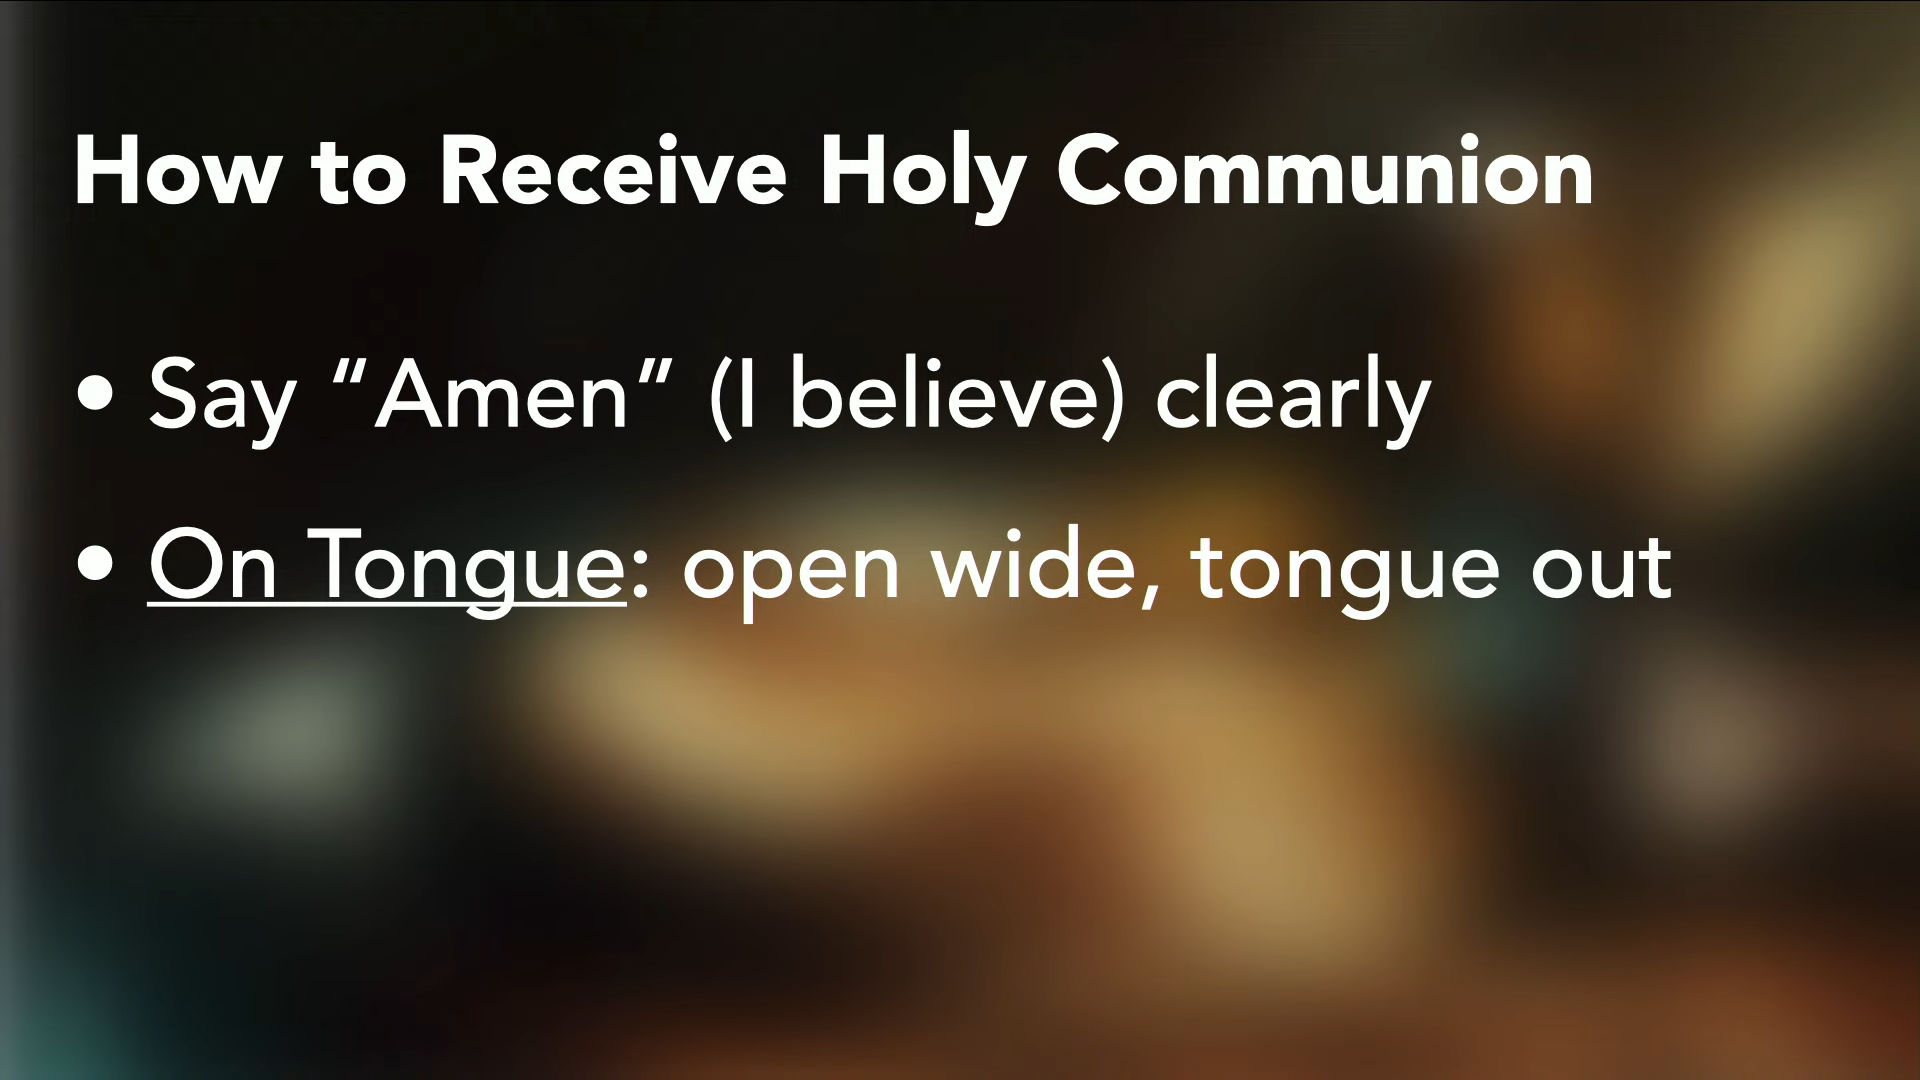 How to Receive Holy Communion
• Say “Amen” (I believe) clearly
• On Tongue: open wide, tongue out